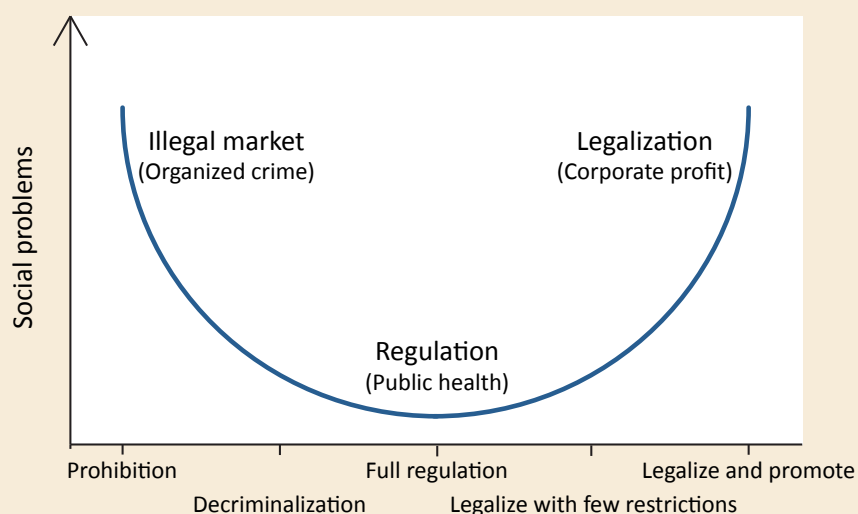 Social problems
Illegal market
(Organized crime)
Legalization
(Corporate profit)
Regulation
(Public health)
Prohibition
Full regulation
Legalize and promote
Decriminalization
Legalize with few restrictions